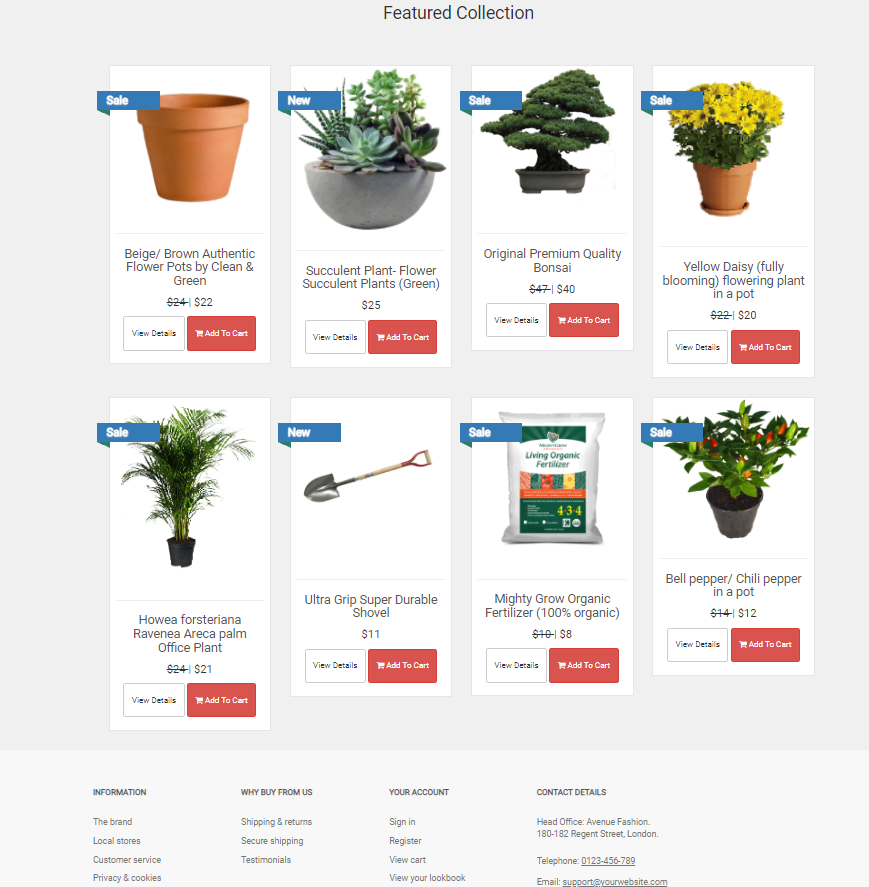 Featured Collection
Sale
New
Sale
Sale
Beige/ Brown Authentic
Flower Pots by Clean &
Green
$24 | $22
View Details
Add To Cart
Succulent Plant- Flower
Succulent Plants (Green)
$25
View Details
Add To Cart
Original Premium Quality
Bonsai
$47 | $40
View Details
Add To Cart
Yellow Daisy (fully
blooming) flowering plant
in a pot
$22 | $20
View Details
Add To Cart
Sale
New
Sale
Sale
Living Organic
Fertilizer
4-3-4
Howea forsteriana
Ravenea Areca palm
Office Plant
$24 | $21
View Details
Add To Cart
Ultra Grip Super Durable
Shovel
$11
View Details
Add To Cart
Mighty Grow Organic
Fertilizer (100% organic)
$10 | $8
View Details
Add To Cart
Bell pepper/ Chili pepper
in a pot
$14 | $12
View Details
Add To Cart
INFORMATION
The brand
Local stores
Customer service
Privacy & cookies
WHY BUY FROM US
Shipping & returns
Secure shipping
Testimonials
YOUR ACCOUNT
Sign in
Register
View cart
View your lookbook
CONTACT DETAILS
Head Office: Avenue Fashion.
180-182 Regent Street, London.
Telephone: 0123-456-789
Email: support@yourwebsite.com